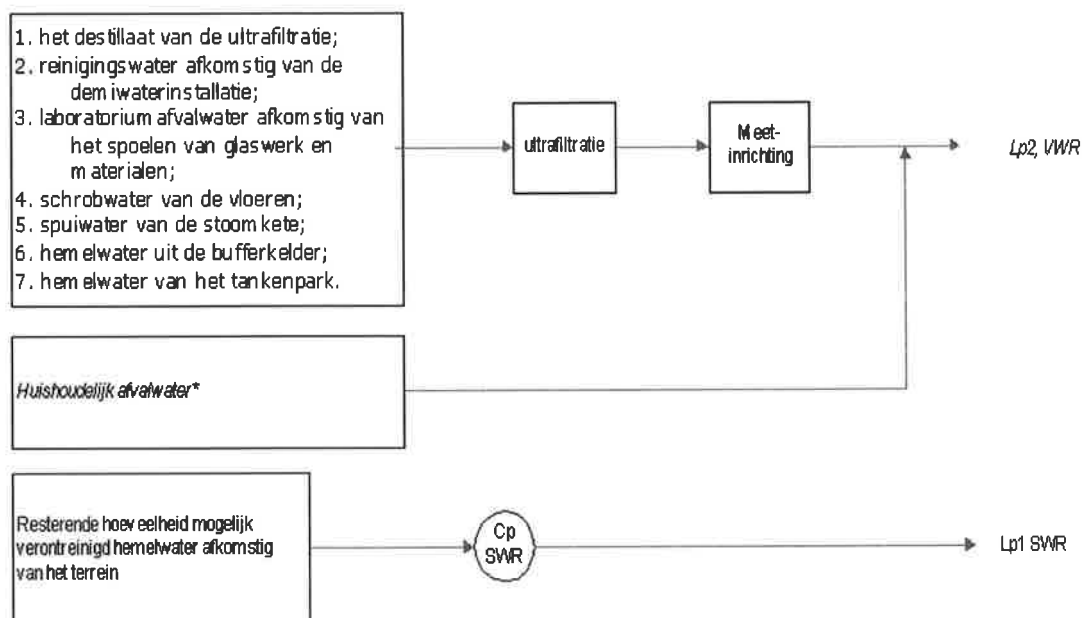 1. het destillaat van de ultrafiltratie;
2. reinigingswater afkomstig van de
demiwaterinstallatie;
3. laboratorium afvalwater afkomstig van
het spoelen van glaswerk en
materialen;
4. schrobwater van de vloeren;
5. spuiwater van de stoomkete;
6. hemelwater uit de bufferkelder;
7. hemelwater van het tankenpark.
ultrafiltratie
Meet-
inrichting
Lp2, VWR
Huishoudelijk afvalwater*
Resterende hoeveelheid mogelijk
verontreinigd hemelwater afkomstig
van het terrein
Cp
SWR
Lp1 SWR